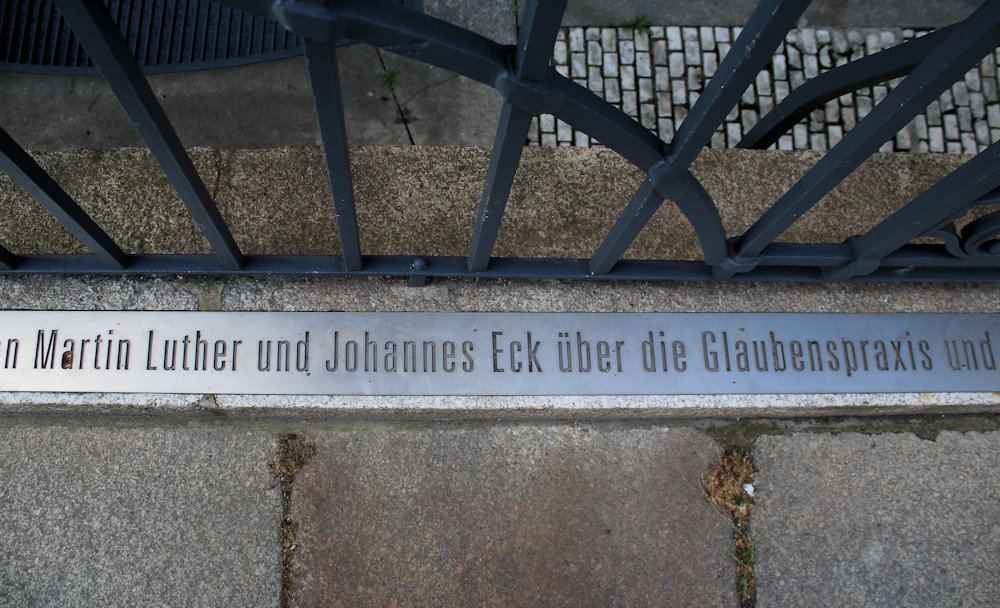 n Martin Luther und Johannes Eck über die Glaubenspraxis und